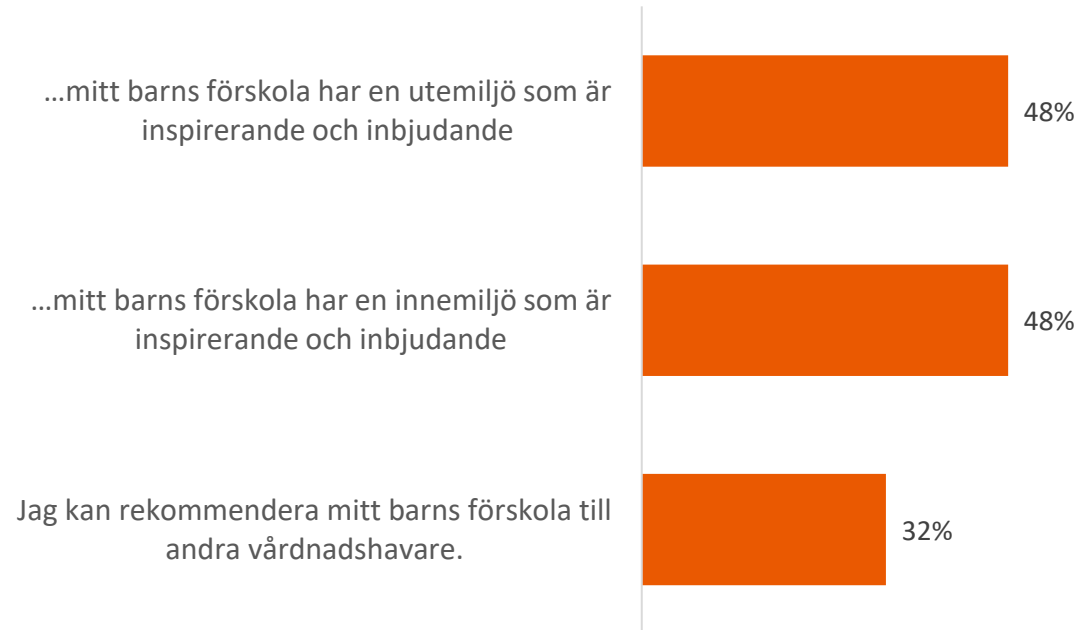 …mitt barns förskola har en utemiljö som är
inspirerande och inbjudande
48%
…mitt barns förskola har en innemiljö som är
inspirerande och inbjudande
48%
Jag kan rekommendera mitt barns förskola till
andra vårdnadshavare.
32%